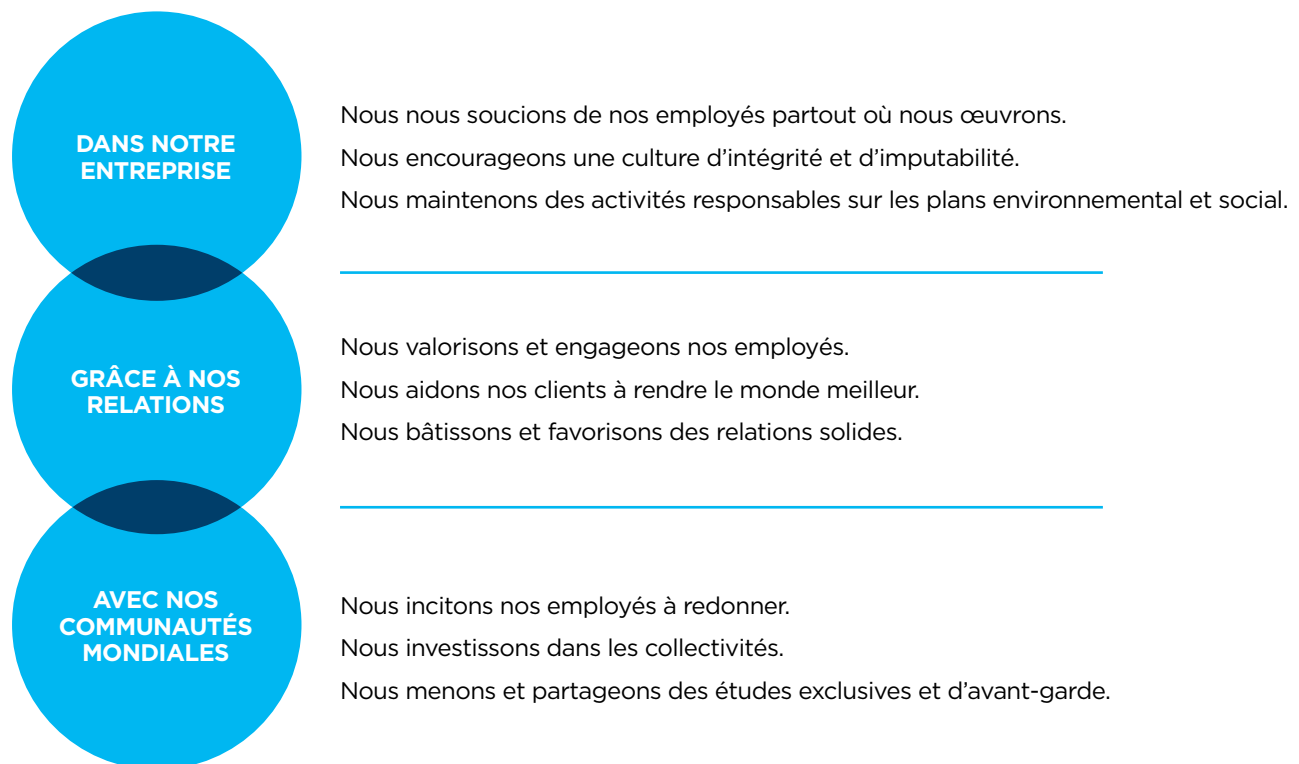 DANS NOTRE
ENTREPRISE
Nous nous soucions de nos employés partout où nous œuvrons.
Nous encourageons une culture d’intégrité et d’imputabilité.
Nous maintenons des activités responsables sur les plans environnemental et social.
GRÂCE À NOS
RELATIONS
Nous valorisons et engageons nos employés.
Nous aidons nos clients à rendre le monde meilleur.
Nous bâtissons et favorisons des relations solides.
AVEC NOS
COMMUNAUTÉS
MONDIALES
Nous incitons nos employés à redonner.
Nous investissons dans les collectivités.
Nous menons et partageons des études exclusives et d’avant-garde.